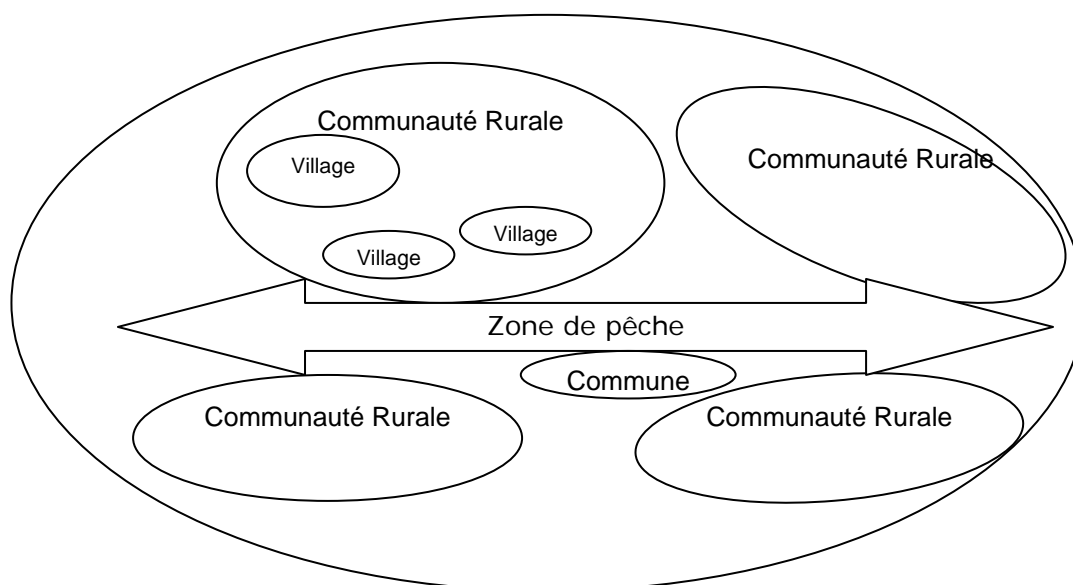 Communauté Rurale
Communauté Rurale
Village
Village
Village
Zone de pêche
Commune
Communauté Rurale
Communauté Rurale